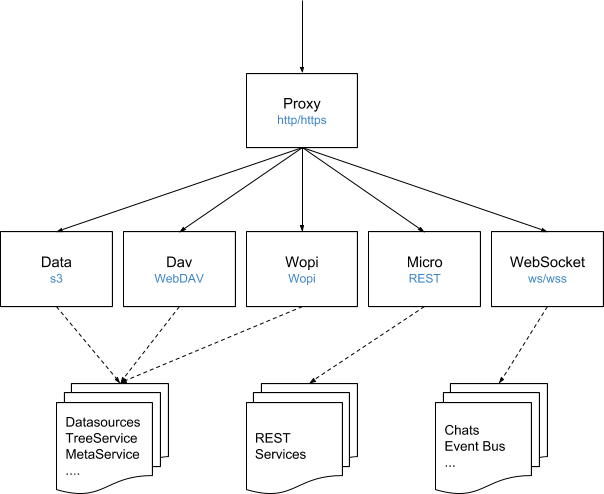 Proxy
http/https
Data
s3
Dav
WebDAV
Wopi
Wopi
Micro
REST
WebSocket
ws/wss
Datasources
TreeService
MetaService
....
REST
Services
Chats
Event Bus
...